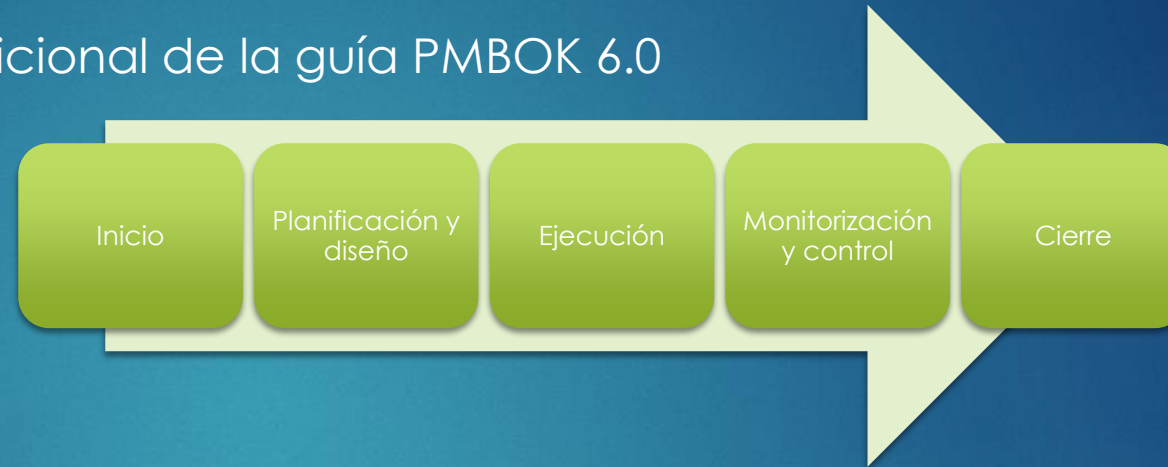 icional de la guía PMBOK 6.0
Inicio
Planificación y
diseño
Ejecución
Monitorización
y control
Cierre